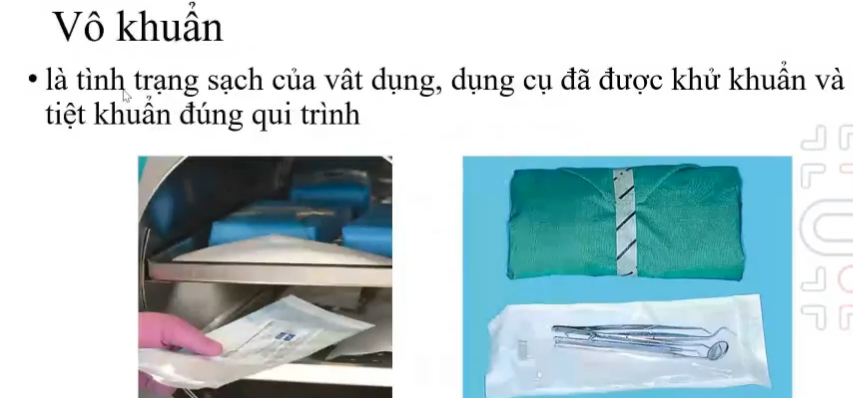 Vô khuẩn
• là tình trạng sạch của vât dụng, dụng cụ đã được khử khuẩn và
tiệt khuẩn đúng qui trình